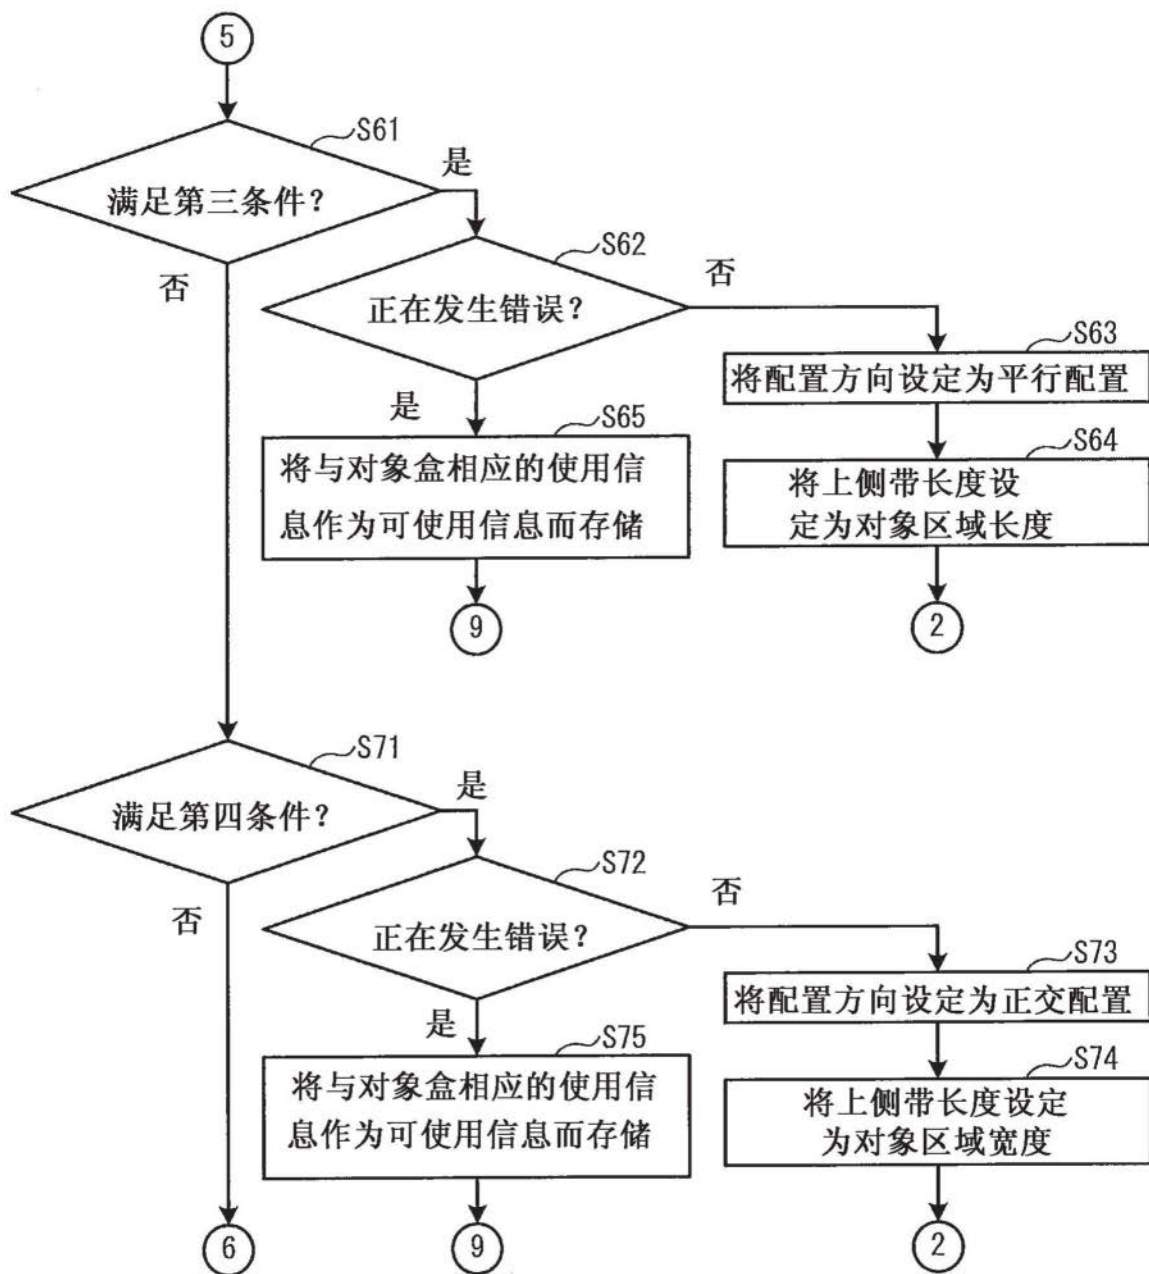 5
S61
满足第三条件?
是
否
S62
正在发生错误?
否
是
S63
将配置方向设定为平行配置
S64
将上侧带长度设
定为对象区域长度
S65
将与对象盒相应的使用信
息作为可使用信息而存储
9
2
S71
满足第四条件?
是
否
S72
正在发生错误?
否
是
S73
将配置方向设定为正交配置
S74
将上侧带长度设定
为对象区域宽度
S75
将与对象盒相应的使用信
息作为可使用信息而存储
6
9
2